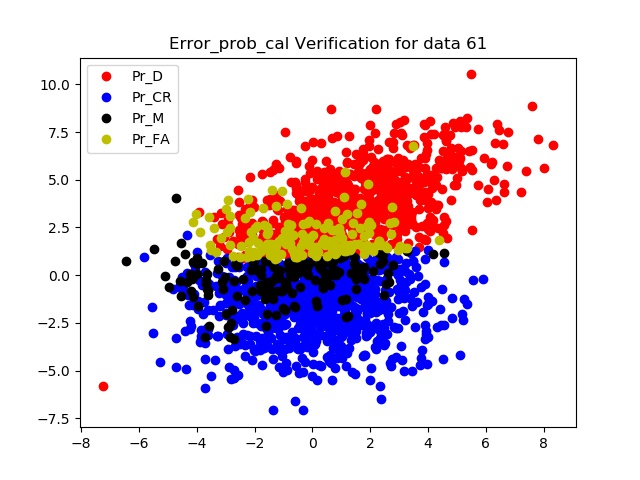 Error_prob_cal Verification for data 61
Pr_D
Pr_CR
Pr_M
Pr_FA
10.0
7.5
5.0
2.5
0.0
−2.5
−5.0
−7.5
−8 −6 −4 −2 0 2 4 6 8